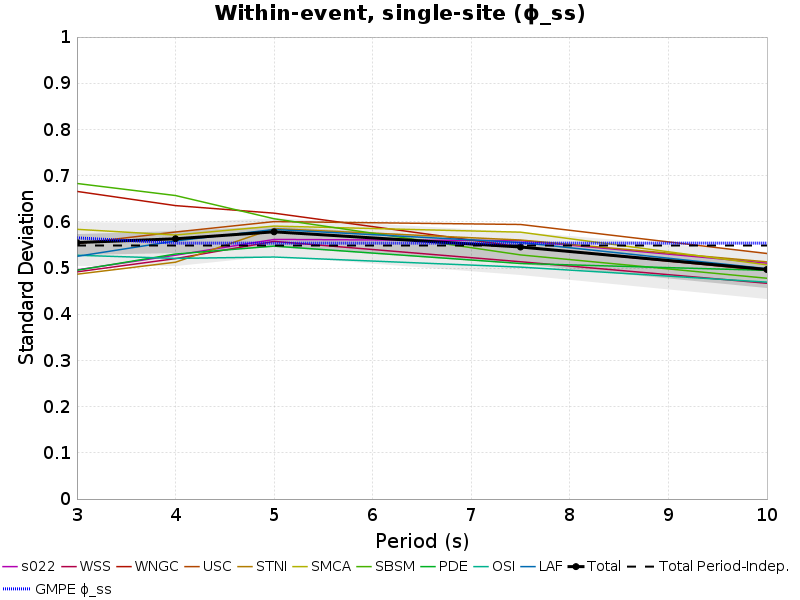 Within-event, single-site (ϕ_ss)
Standard Deviation
1
0.9
0.8
0.7
0.6
0.5
0.4
0.3
0.2
0.1
0
3 4 5 6 7 8 9 10
Period (s)
s022 WSS WNGC USC STNI SMCA SBSM PDE OSI LAF Total Total Period-Indep.
GMPE ϕ_ss